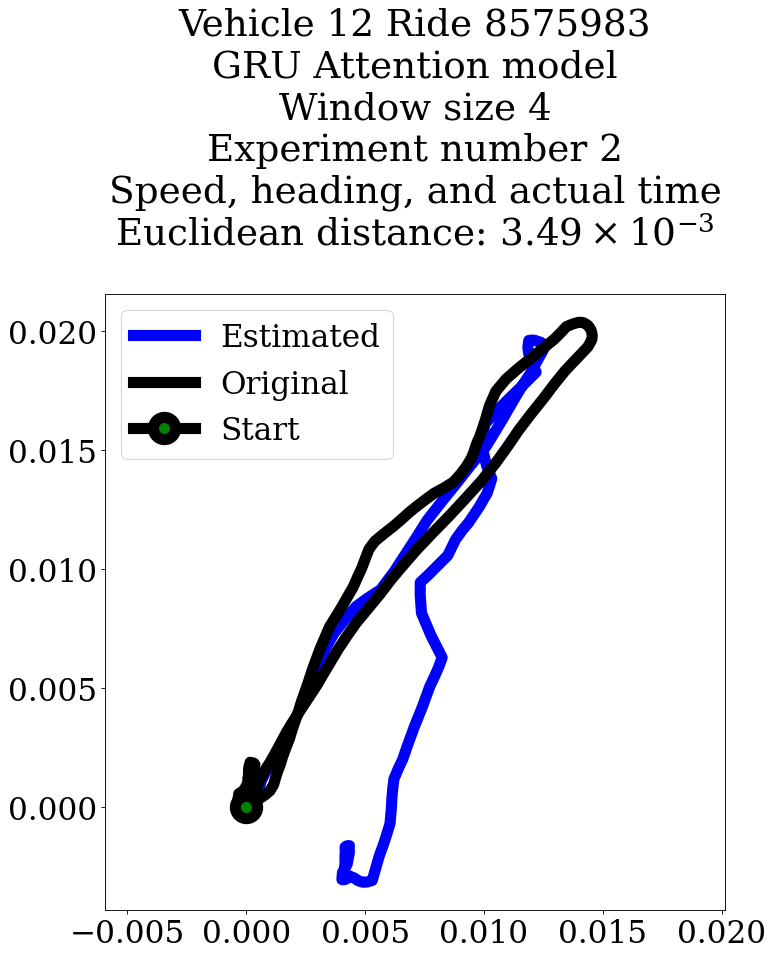 Vehicle 12 Ride 8575983
GRU Attention model
Window size 4
Experiment number 2
Speed, heading, and actual time
Euclidean distance: 3.49 × 10⁻³
Estimated
Original
Start
0.020
0.015
0.010
0.005
0.000
−0.005 0.000 0.005 0.010 0.015 0.020